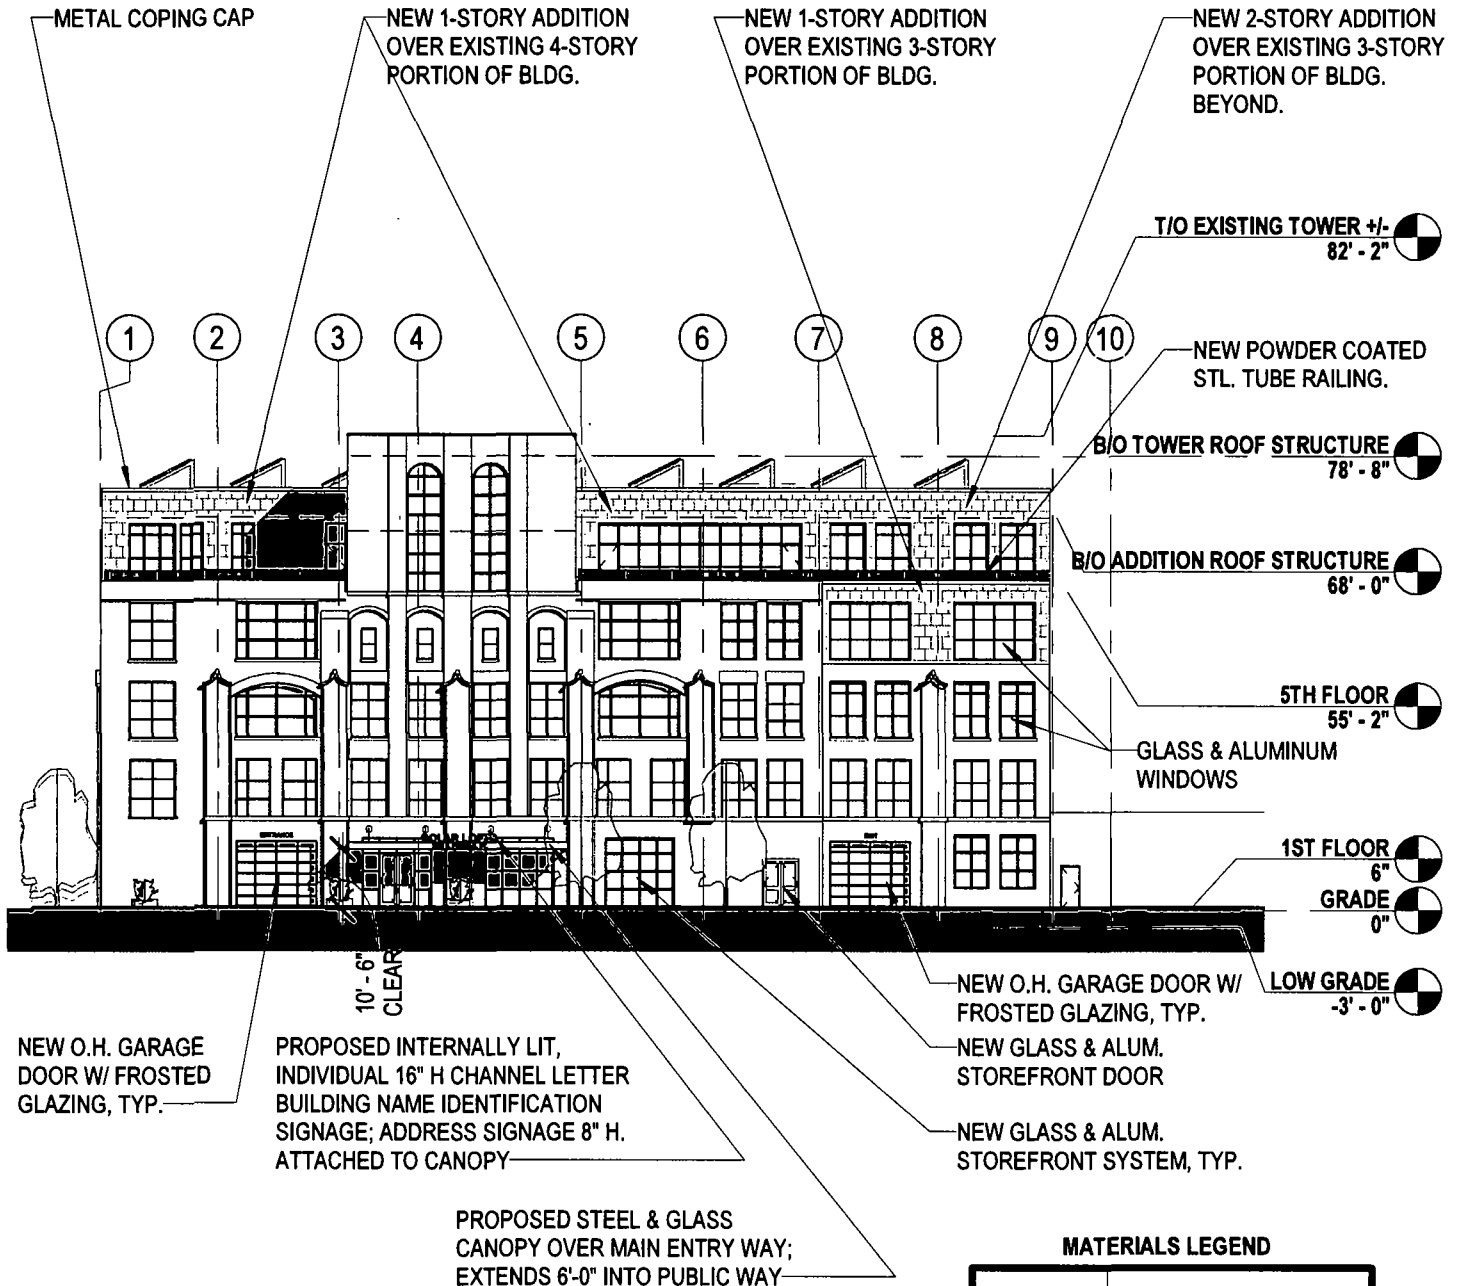 METAL COPING CAP
NEW 1-STORY ADDITION
OVER EXISTING 4-STORY
PORTION OF BLDG.
NEW 1-STORY ADDITION
OVER EXISTING 3-STORY
PORTION OF BLDG.
NEW 2-STORY ADDITION
OVER EXISTING 3-STORY
PORTION OF BLDG.
BEYOND.
T/O EXISTING TOWER +/-
82' - 2"
1 2 3 4 5 6 7 8 9 10
NEW POWDER COATED
STL. TUBE RAILING.
B/O TOWER ROOF STRUCTURE
78' - 8"
B/O ADDITION ROOF STRUCTURE
68' - 0"
5TH FLOOR
55' - 2"
GLASS & ALUMINUM
WINDOWS
ENTRANCE
EXIT
1ST FLOOR
6"
GRADE
0"
LOW GRADE
-3' - 0"
10' - 6"
CLEAR
NEW O.H. GARAGE DOOR W/
FROSTED GLAZING, TYP.
NEW GLASS & ALUM.
STOREFRONT DOOR
NEW GLASS & ALUM.
STOREFRONT SYSTEM, TYP.
NEW O.H. GARAGE
DOOR W/ FROSTED
GLAZING, TYP.
PROPOSED INTERNALLY LIT,
INDIVIDUAL 16" H CHANNEL LETTER
BUILDING NAME IDENTIFICATION
SIGNAGE; ADDRESS SIGNAGE 8" H.
ATTACHED TO CANOPY
PROPOSED STEEL & GLASS
CANOPY OVER MAIN ENTRY WAY;
EXTENDS 6'-0" INTO PUBLIC WAY
MATERIALS LEGEND